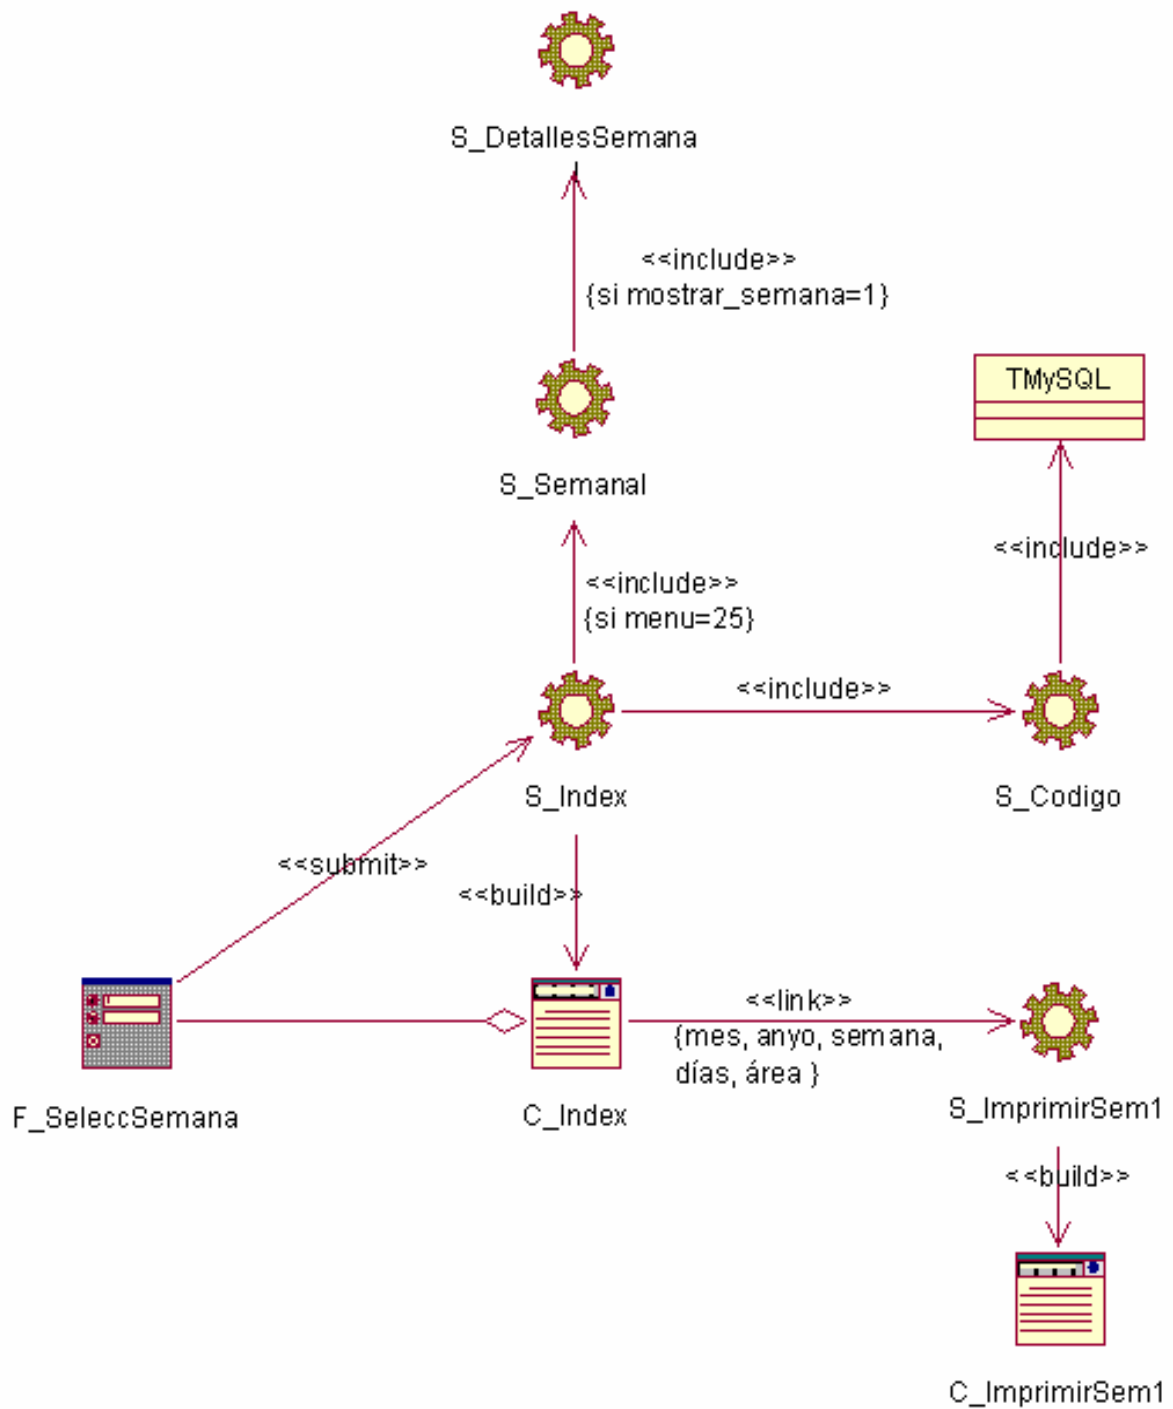 S_DetallesSemana
<<include>>
{si mostrar_semana=1}
TMySQL
S_Semanal
<<include>>
<<include>>
{si menu=25}
<<include>>
S_Index
S_Codigo
<<submit>>
<<build>>
<<link>>
{mes, anyo, semana,
días, área }
F_SeleccSemana
C_Index
S_ImprimirSem1
<<build>>
C_ImprimirSem1